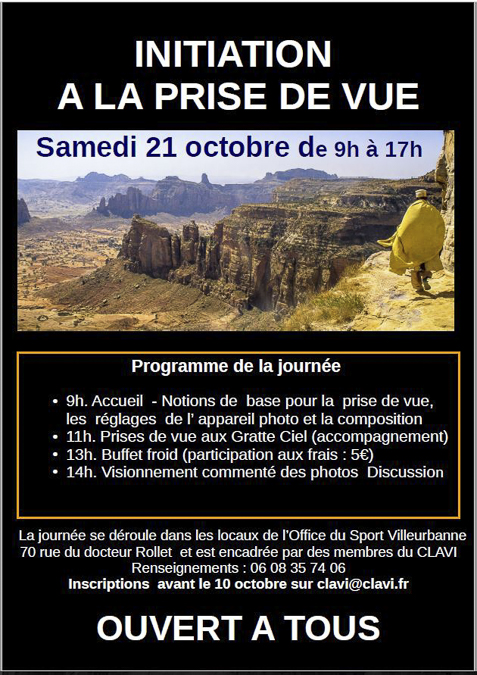 INITIATION
A LA PRISE DE VUE
Samedi 21 octobre de 9h à 17h
Programme de la journée
• 9h. Accueil - Notions de base pour la prise de vue,
les réglages de l' appareil photo et la composition
• 11h. Prises de vue aux Gratte Ciel (accompagnement)
• 13h. Buffet froid (participation aux frais : 5€)
• 14h. Visionnement commenté des photos Discussion
La journée se déroule dans les locaux de l'Office du Sport Villeurbanne
70 rue du docteur Rollet et est encadrée par des membres du CLAVI
Renseignements : 06 08 35 74 06
Inscriptions avant le 10 octobre sur clavi@clavi.fr
OUVERT A TOUS